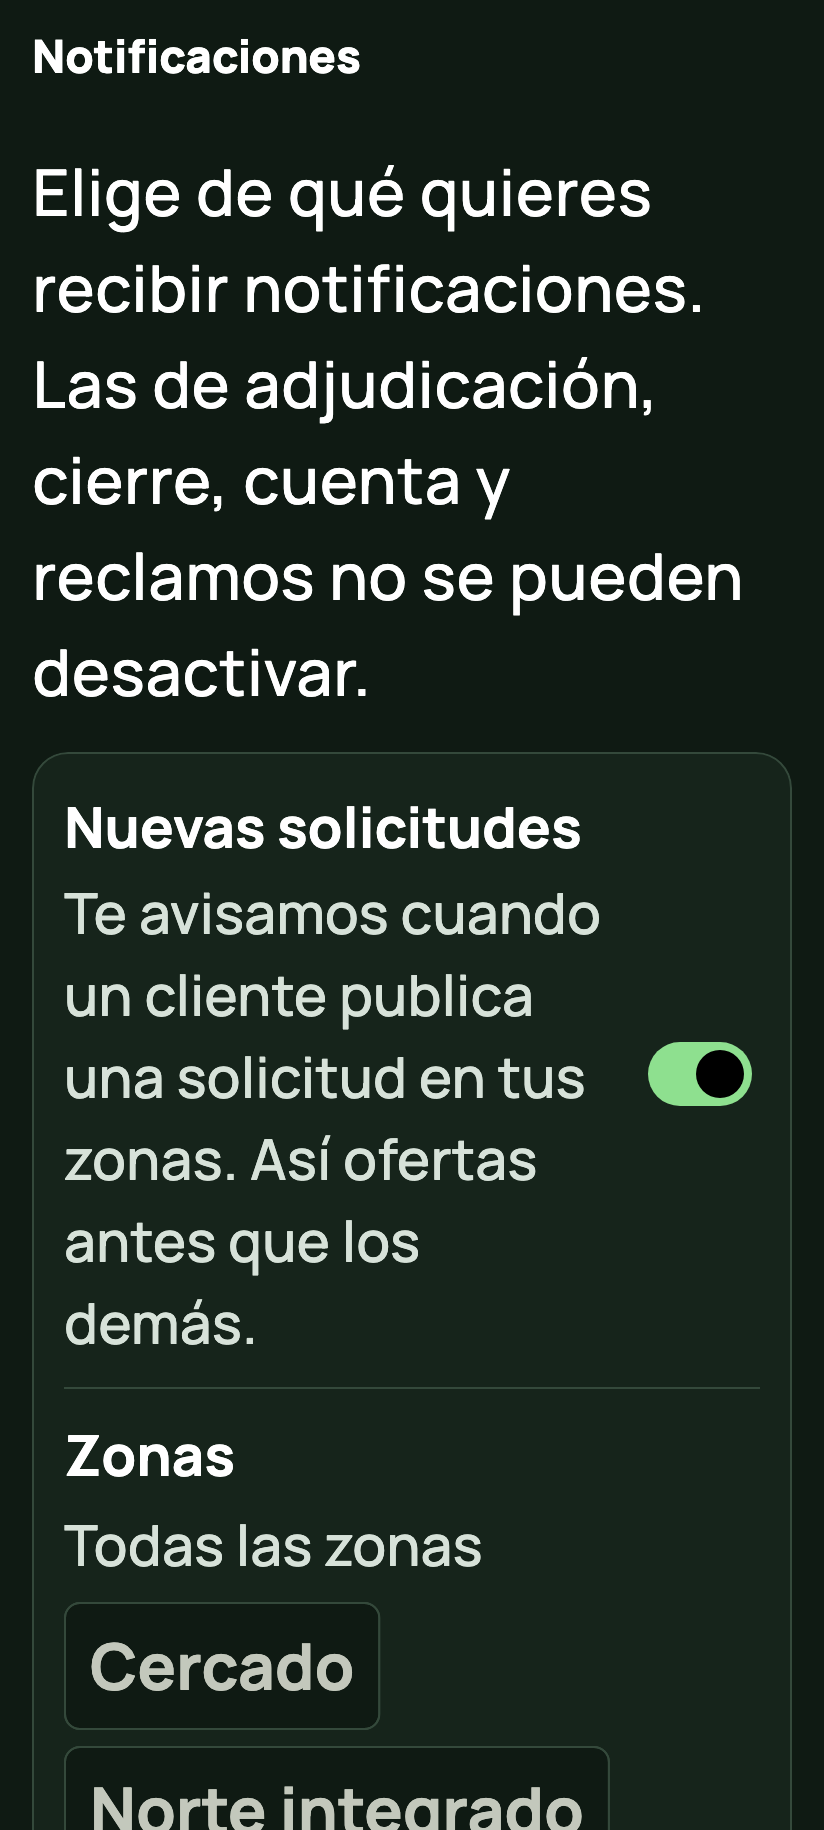 Notificaciones
Elige de qué quieres
recibir notificaciones.
Las de adjudicación,
cierre, cuenta y
reclamos no se pueden
desactivar.
Nuevas solicitudes
Te avisamos cuando
un cliente publica
una solicitud en tus
zonas. Así ofertas
antes que los
demás.
Zonas
Todas las zonas
Cercado
Norte integrado